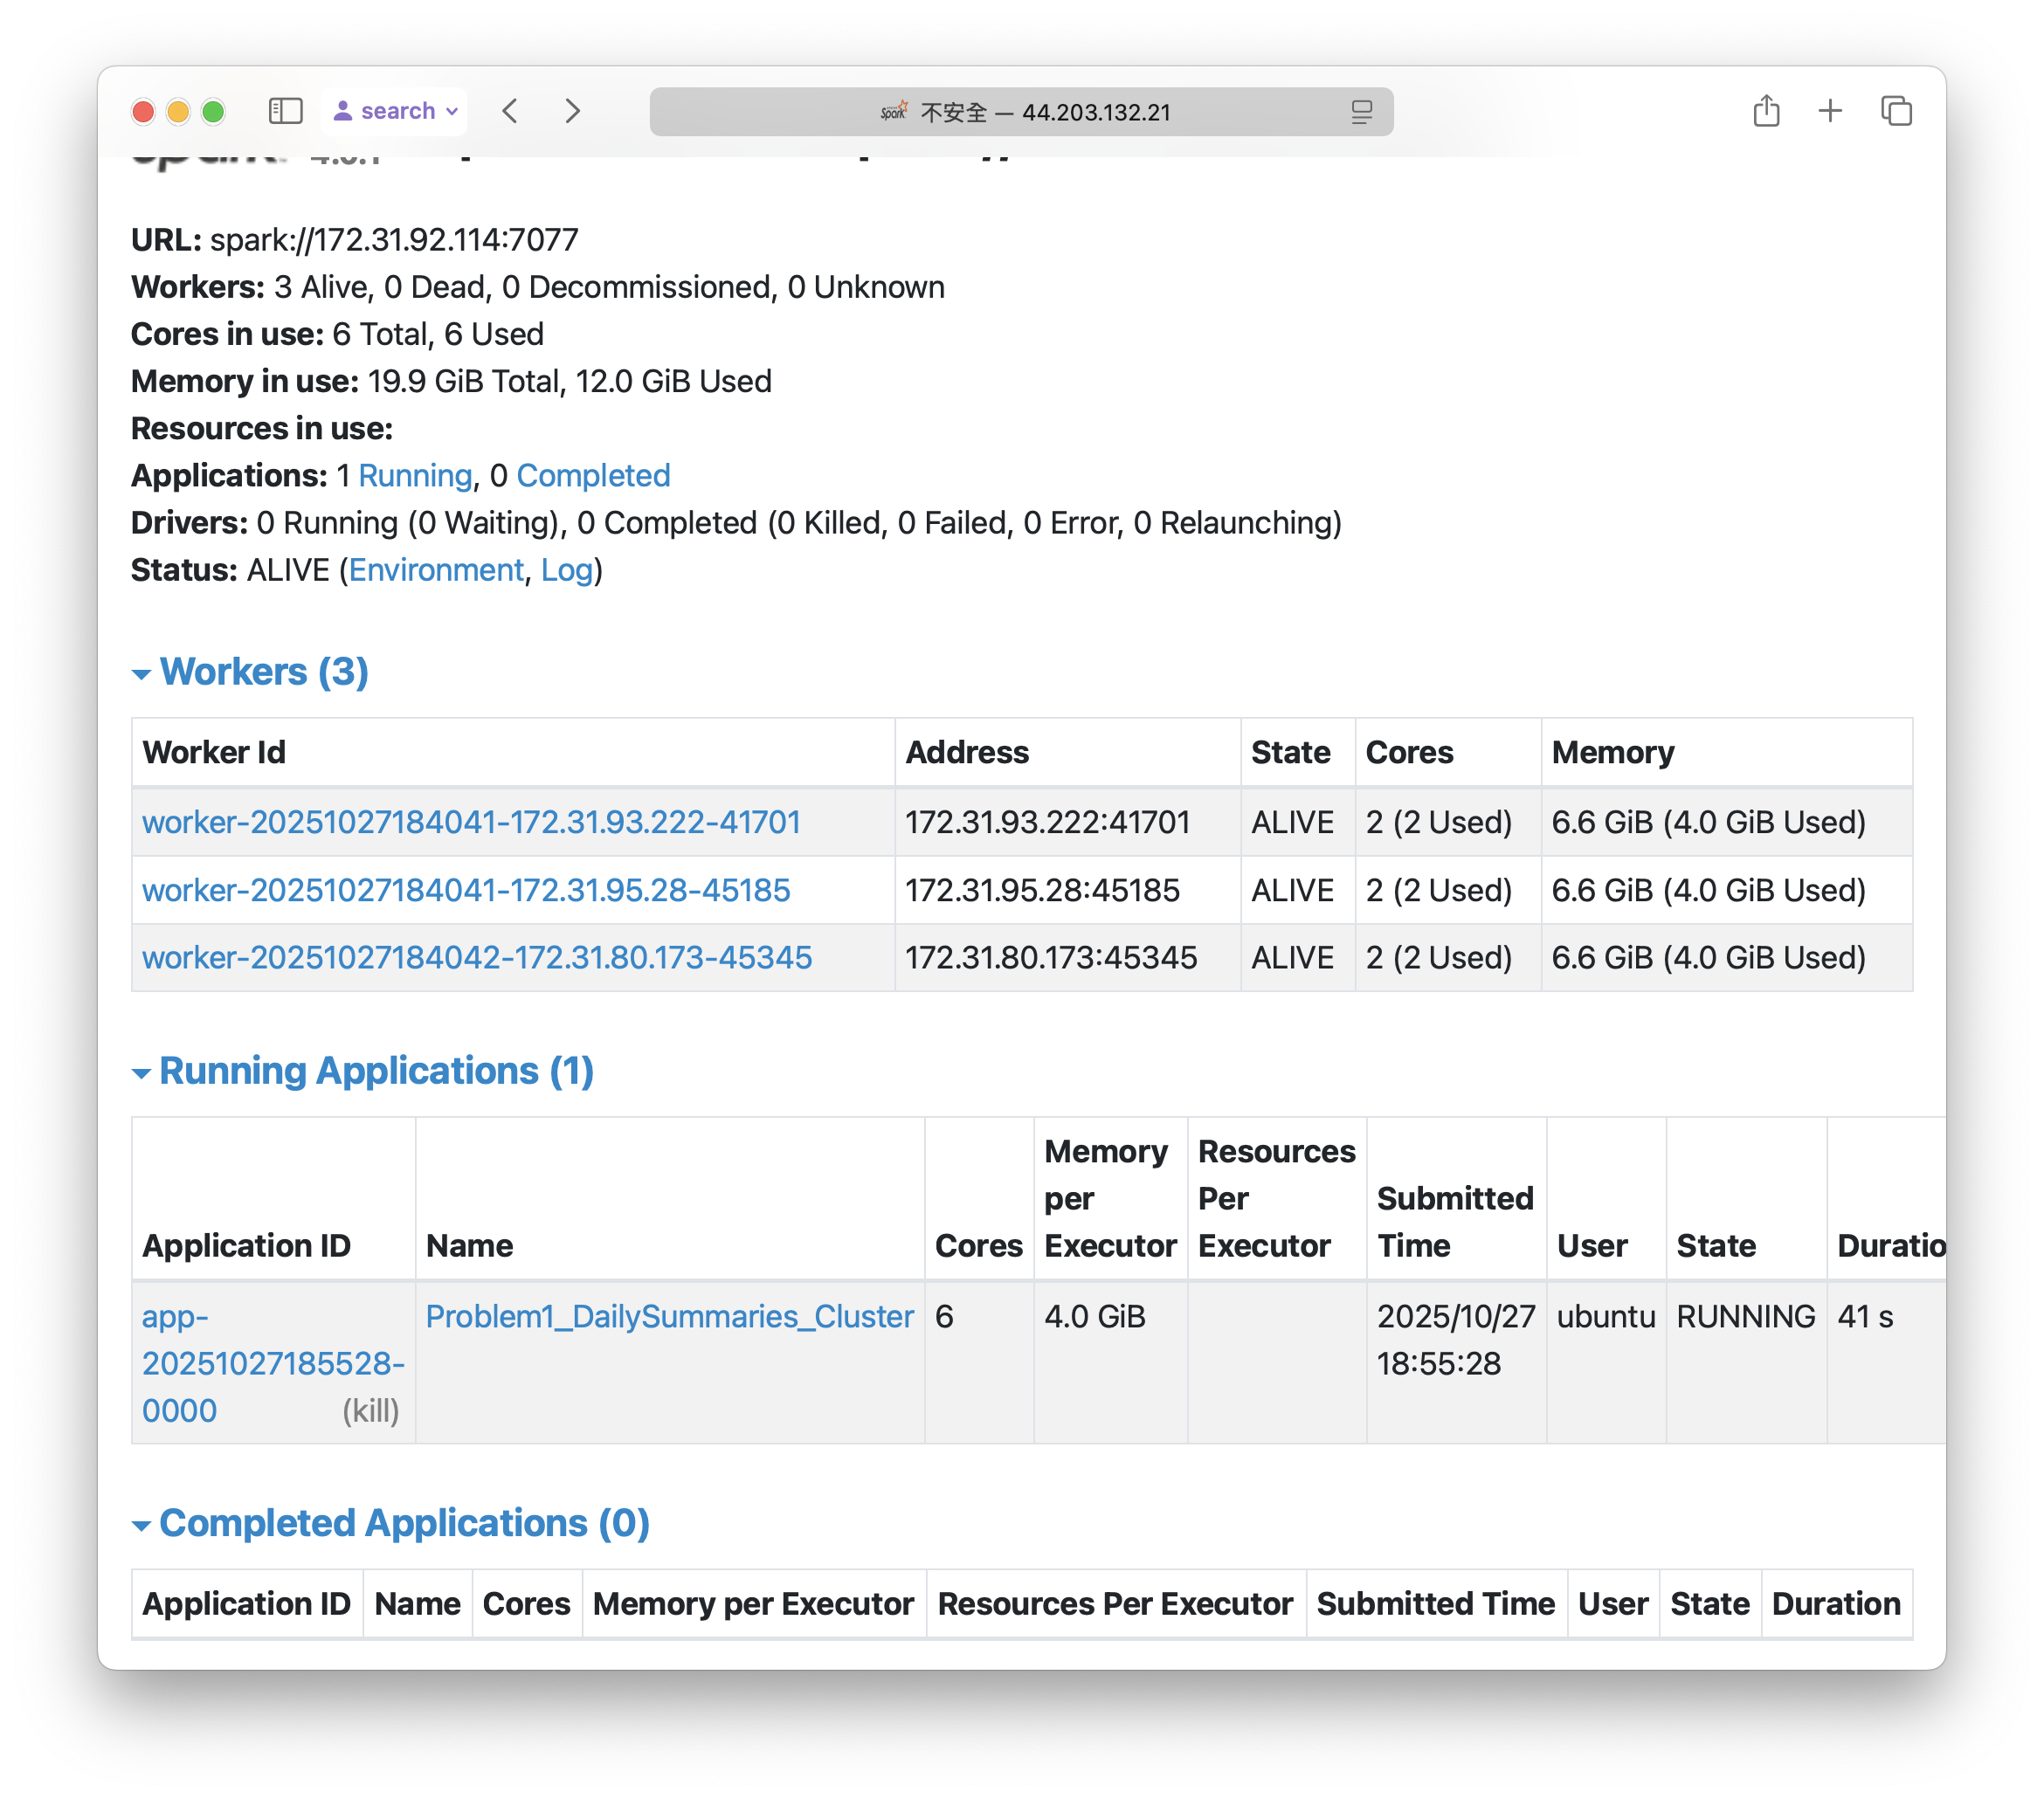 search
Spark 不安全 — 44.203.132.21
URL: spark://172.31.92.114:7077
Workers: 3 Alive, 0 Dead, 0 Decommissioned, 0 Unknown
Cores in use: 6 Total, 6 Used
Memory in use: 19.9 GiB Total, 12.0 GiB Used
Resources in use:
Applications: 1 Running, 0 Completed
Drivers: 0 Running (0 Waiting), 0 Completed (0 Killed, 0 Failed, 0 Error, 0 Relaunching)
Status: ALIVE (Environment, Log)
Workers (3)
Worker Id Address State Cores Memory
worker-20251027184041-172.31.93.222-41701 172.31.93.222:41701 ALIVE 2 (2 Used) 6.6 GiB (4.0 GiB Used)
worker-20251027184041-172.31.95.28-45185 172.31.95.28:45185 ALIVE 2 (2 Used) 6.6 GiB (4.0 GiB Used)
worker-20251027184042-172.31.80.173-45345 172.31.80.173:45345 ALIVE 2 (2 Used) 6.6 GiB (4.0 GiB Used)
Running Applications (1)
Memory Resources
per Per Submitted
Application ID Name Cores Executor Executor Time User State Duratio
app- Problem1_DailySummaries_Cluster 6 4.0 GiB 2025/10/27 ubuntu RUNNING 41 s
20251027185528- 18:55:28
0000 (kill)
Completed Applications (0)
Application ID Name Cores Memory per Executor Resources Per Executor Submitted Time User State Duration